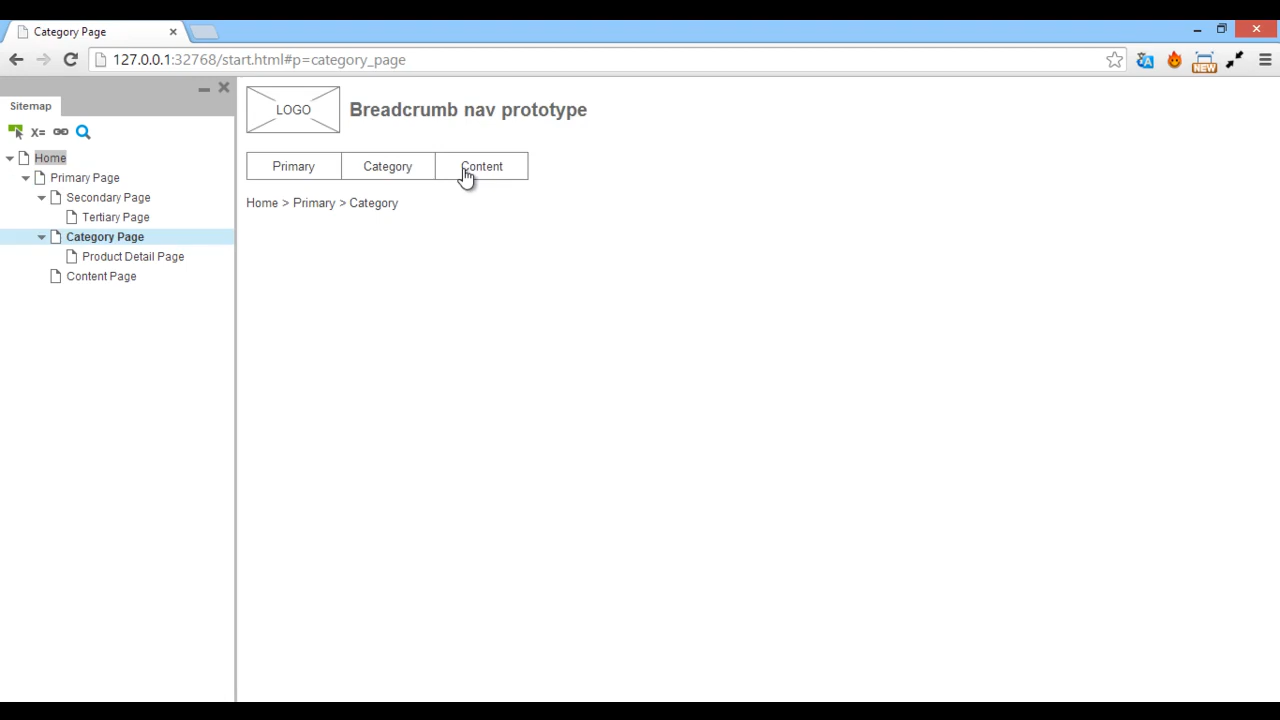 Category Page
127.0.0.1:32768/start.html#p=category_page
NEW
Sitemap
X=
Home
Primary Page
Secondary Page
Tertiary Page
Category Page
Product Detail Page
Content Page
LOGO
Breadcrumb nav prototype
Primary Category Content
Home > Primary > Category